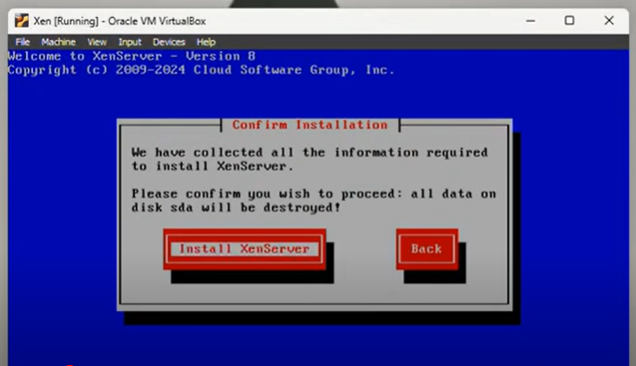 Xen [Running] - Oracle VM VirtualBox
File Machine View Input Devices Help
Welcome to XenServer - Version 8
Copyright (c) 2009-2024 Cloud Software Group, Inc.
Confirm Installation
We have collected all the information required
to install XenServer.
Please confirm you wish to proceed: all data on
disk sda will be destroyed!
Install XenServer Back